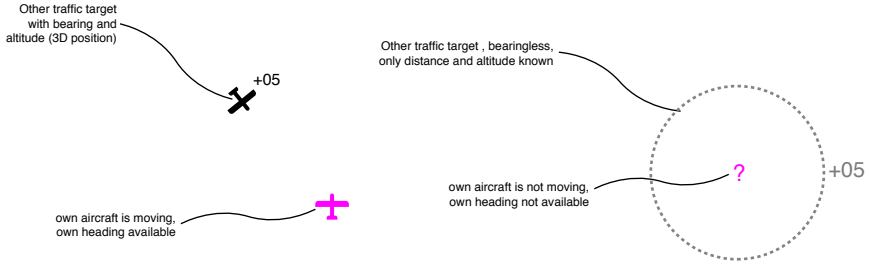 Other traffic target
with bearing and
altitude (3D position)
+05
own aircraft is moving,
own heading available
Other traffic target , bearingless,
only distance and altitude known
?
+05
own aircraft is not moving,
own heading not available